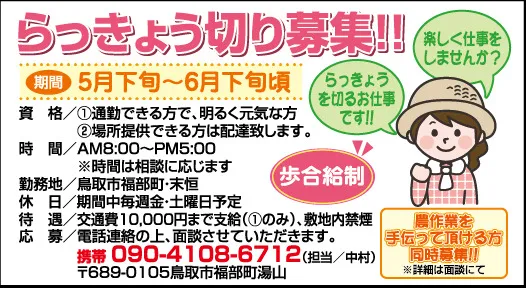 らっきょう切り募集!!
期間 5月下旬～6月下旬頃
資格／①通勤できる方で、明るく元気な方
②場所提供できる方は配達致します。
時間／AM8:00～PM5:00
※時間は相談に応じます
勤務地／鳥取市福部町・末恒
休日／期間中毎週金・土曜日予定
待遇／交通費10,000円まで支給(①のみ)、敷地内禁煙
応募／電話連絡の上、面談させていただきます。
携帯 090-4108-6712(担当／中村)
〒689-0105鳥取市福部町湯山
歩合給制
らっきょう
を切るお仕事
です!!
楽しく仕事を
しませんか?
農作業を
手伝って頂ける方
同時募集!!
※詳細は面談にて